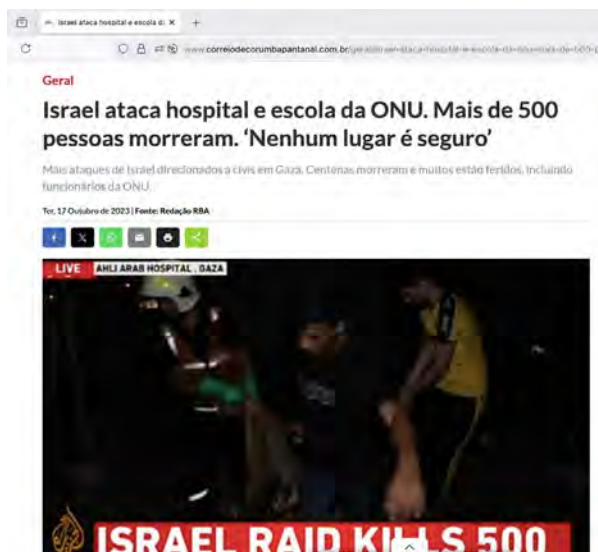 Israel ataca hospital e escola d
www.correiodecorumbapantanal.com.br/
Geral
Israel ataca hospital e escola da ONU. Mais de 500
pessoas morreram. ‘Nenhum lugar é seguro’
Mais ataques de Israel direcionados a civis em Gaza. Centenas morreram e muitos estão feridos, incluindo
funcionários da ONU
Ter, 17 Outubro de 2023 | Fonte: Redação RBA
LIVE AHLI ARAB HOSPITAL . GAZA
ISRAEL RAID KILLS 500